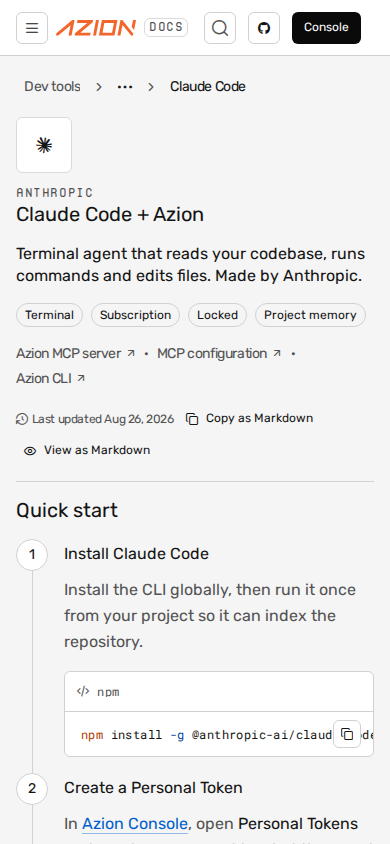 AZION DOCS Console
Dev tools > ••• > Claude Code
ANTHROPIC
Claude Code + Azion
Terminal agent that reads your codebase, runs
commands and edits files. Made by Anthropic.
Terminal Subscription Locked Project memory
Azion MCP server ↗ • MCP configuration ↗ •
Azion CLI ↗
Last updated Aug 26, 2026 Copy as Markdown
View as Markdown
Quick start
1 Install Claude Code
Install the CLI globally, then run it once
from your project so it can index the
repository.
npm
npm install -g @anthropic-ai/claud
2 Create a Personal Token
In Azion Console, open Personal Tokens